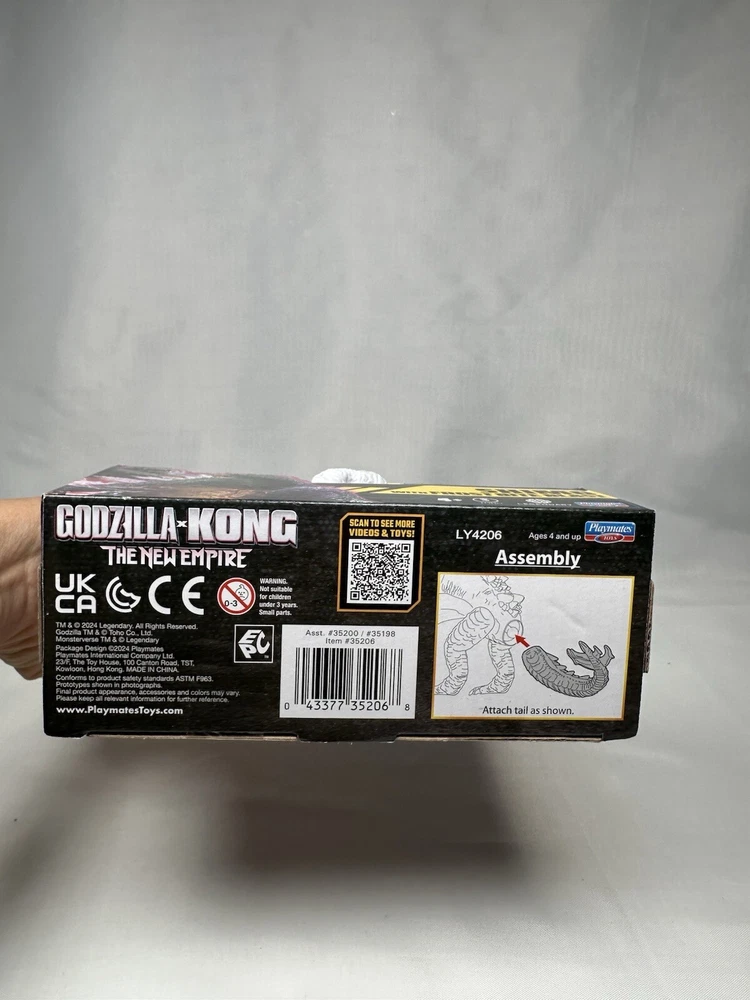 GODZILLA x KONG
THE NEW EMPIRE
UK
CA
CE
0-3
WARNING.
Not suitable
for children
under 3 years.
Small parts.
TM & © 2024 Legendary. All Rights Reserved.
Godzilla TM & © Toho Co., Ltd.
Monsterverse TM & © Legendary
Package Design ©2024 Playmates
Playmates International Company Ltd.
23/F, The Toy House, 100 Canton Road, TST,
Kowloon, Hong Kong. MADE IN CHINA.
Conforms to product safety standards ASTM F963.
Prototypes shown in photographs.
Final product appearance, accessories and colors may vary.
Please keep all relevant information for further reference.
www.PlaymatesToys.com
SCAN TO SEE MORE
VIDEOS & TOYS!
Asst. #35200 / #35198
Item #35206
0 43377 35206 8
LY4206
Ages 4 and up
Playmates
TOYS
Assembly
Attach tail as shown.